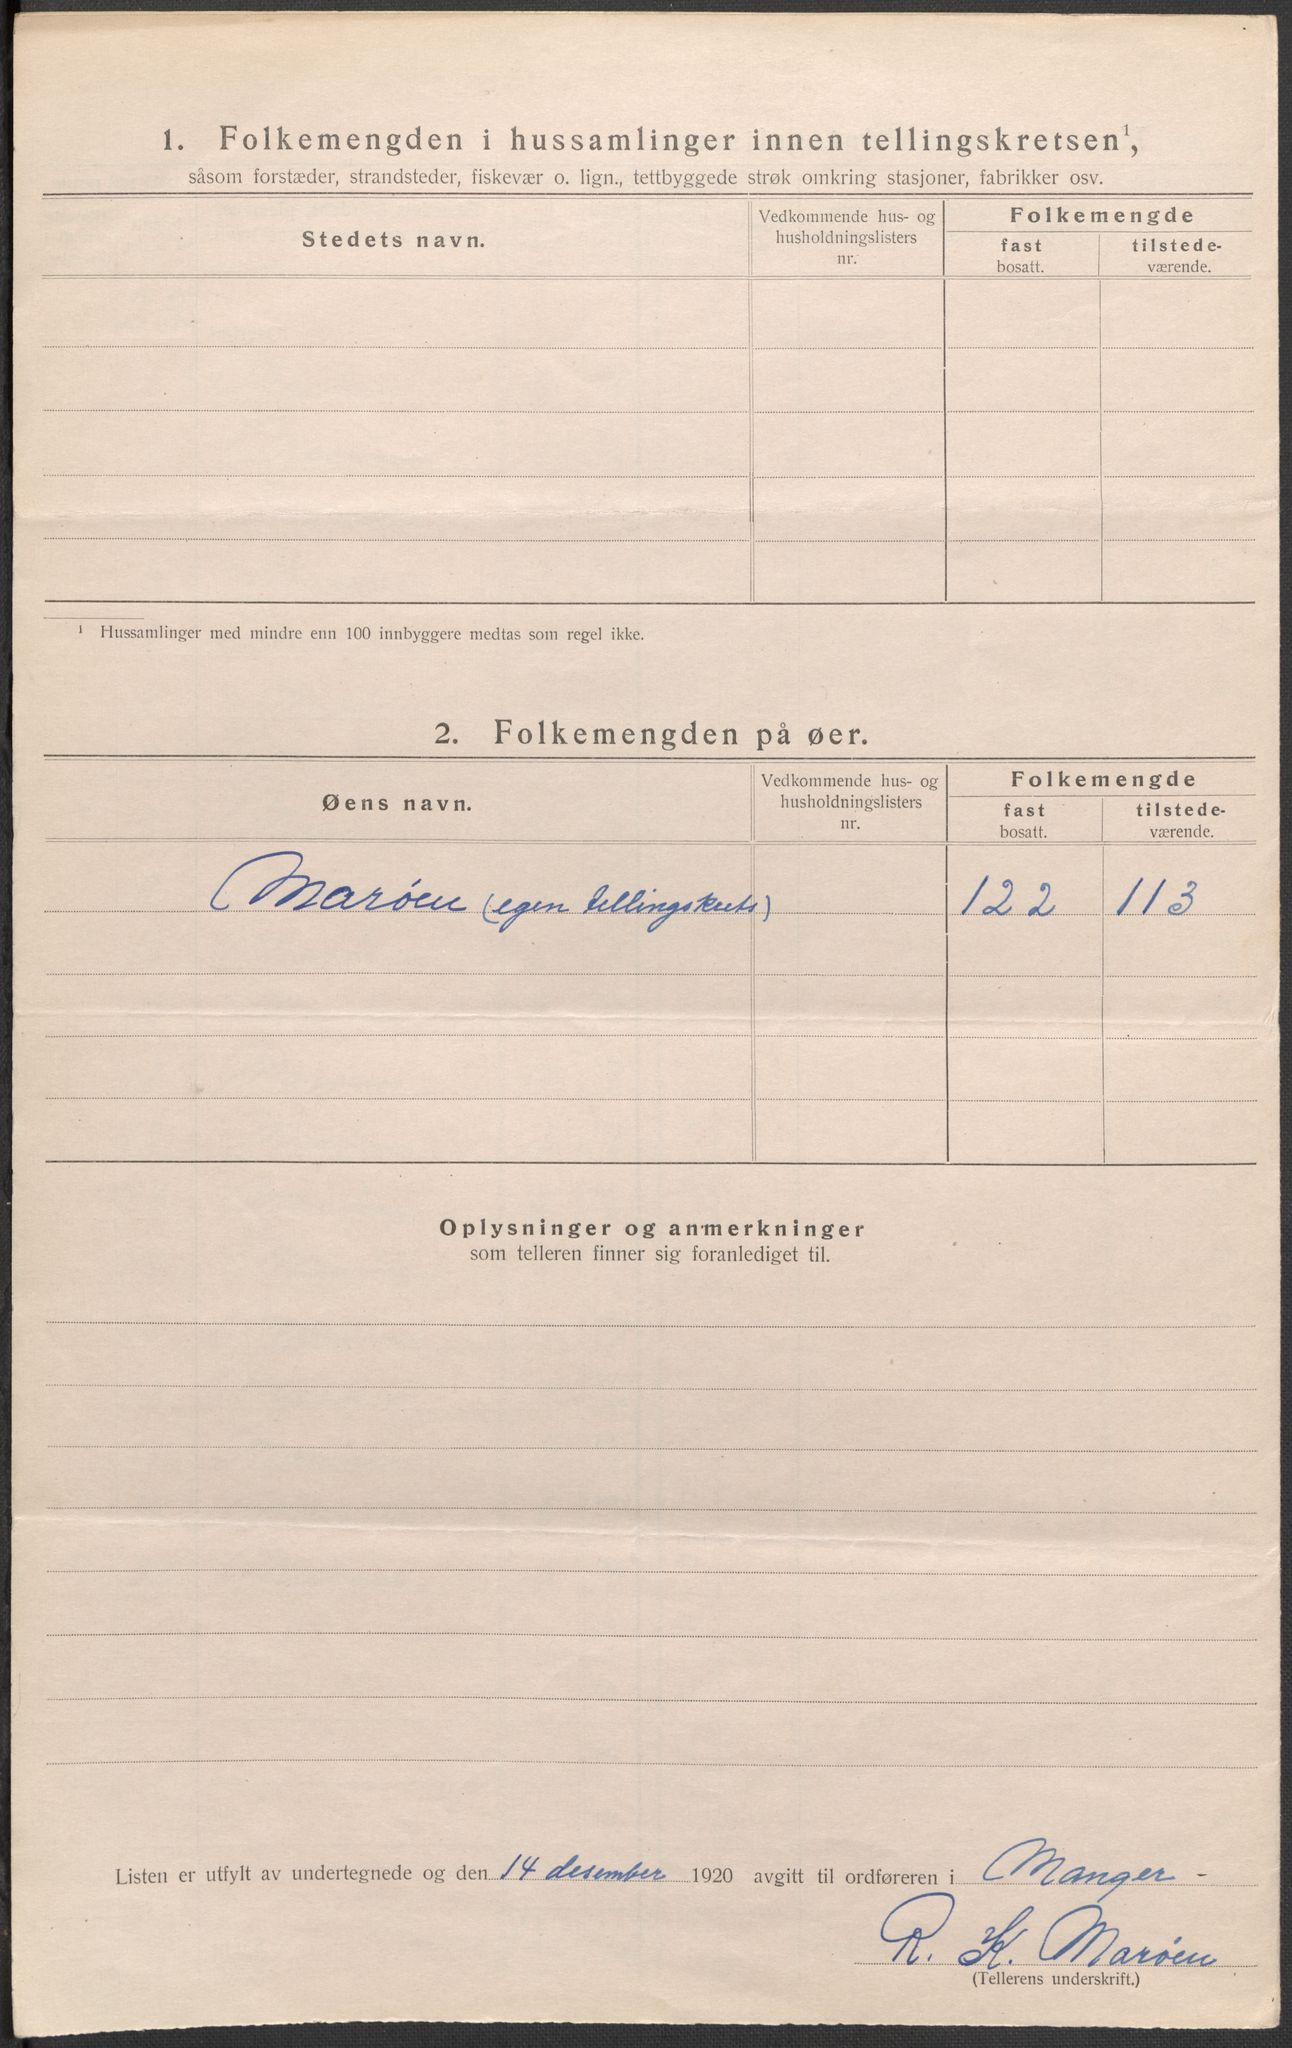 1. Folkemengden i hussamlinger innen tellingskretsen¹,
såsom forstæder, strandsteder, fiskevær o. lign., tettbyggede strøk omkring stasjoner, fabrikker osv.
Stedets navn.
Vedkommende hus- og
husholdningslisters
nr.
Folkemengde
fast
bosatt.
tilstede-
værende.
¹ Hussamlinger med mindre enn 100 innbyggere medtas som regel ikke.
2. Folkemengden på øer.
Øens navn.
Vedkommende hus- og
husholdningslisters
nr.
Folkemengde
fast
bosatt.
tilstede-
værende.
Marøen (egen tellingskrets) 122 113
Oplysninger og anmerkninger
som telleren finner sig foranlediget til.
Listen er utfylt av undertegnede og den 14 desember 1920 avgitt til ordføreren i Manger -
R. K. Marøen
(Tellerens underskrift.)